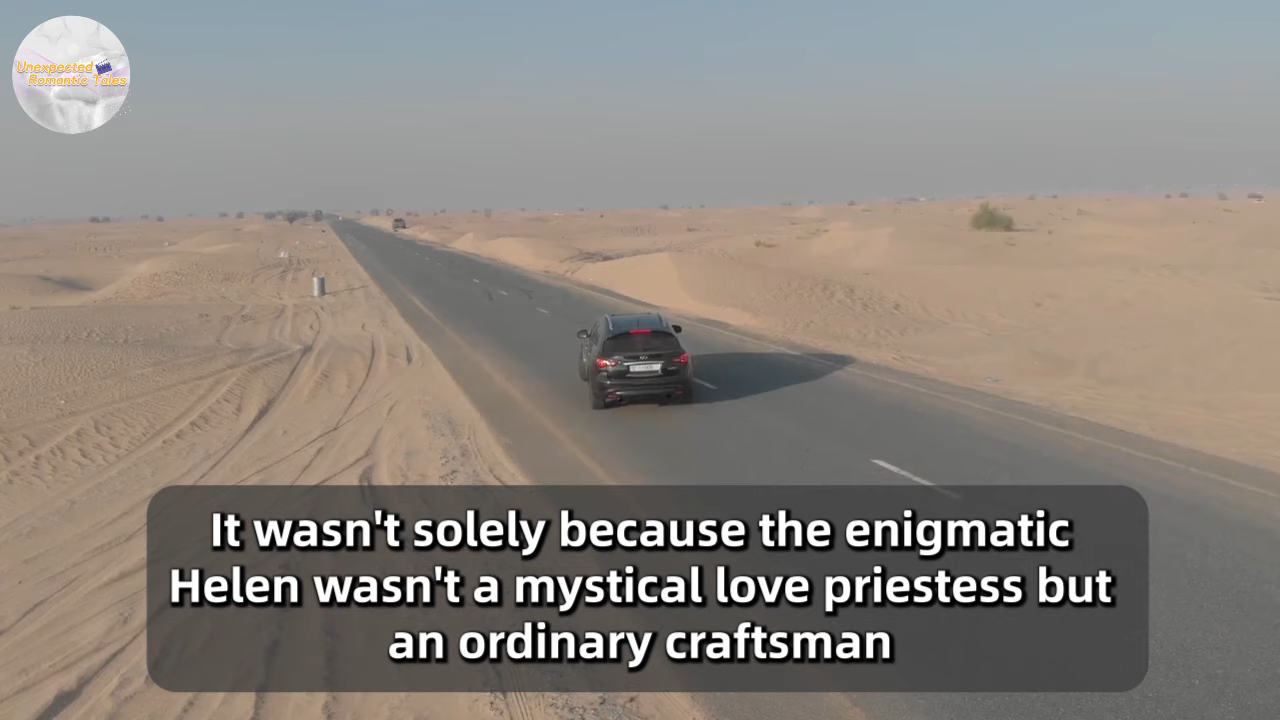 Unexpected
Romantic Tales
It wasn't solely because the enigmatic
Helen wasn't a mystical love priestess but
an ordinary craftsman